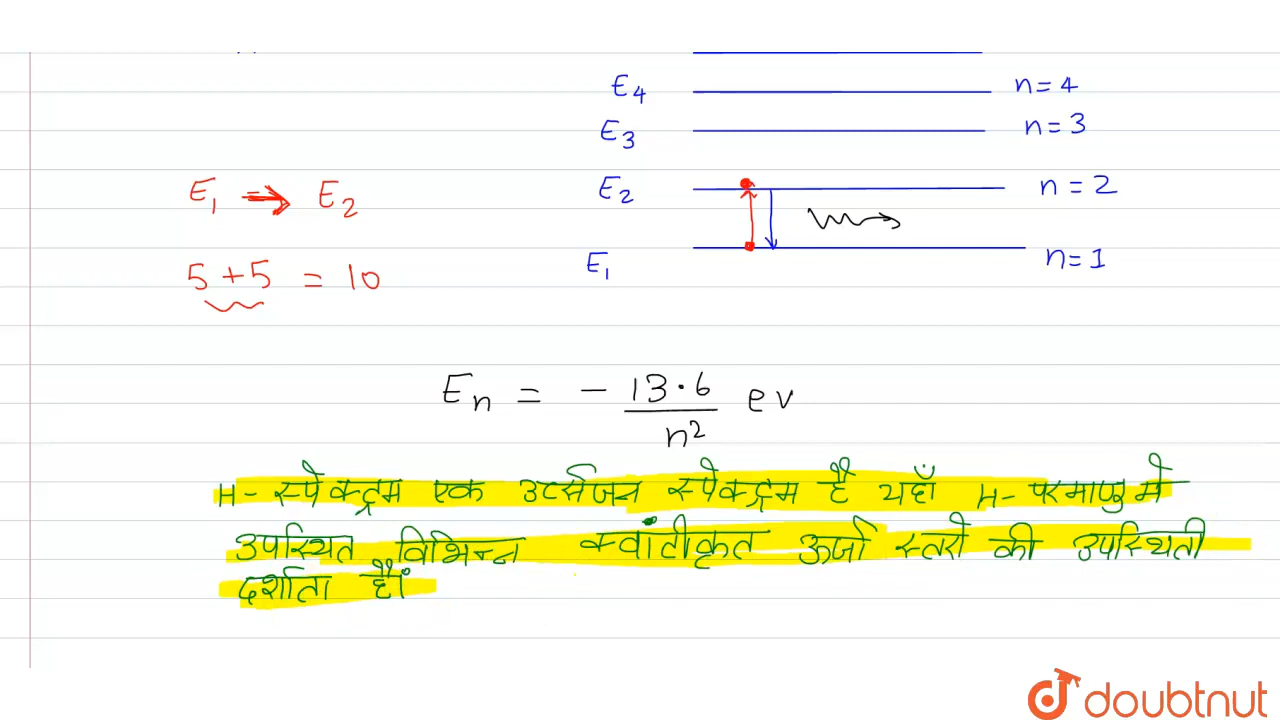 E4 n = 4
E3 n = 3
E1 ⇒ E2 E2 n = 2
E1 n = 1
5 + 5 = 10
En = - 13.6 / n² ev
H - स्पेक्ट्रम एक उत्सर्जन स्पेक्ट्रम है यहाँ H - परमाणु मे
उपस्थित विभिन्न क्वांटीकृत ऊर्जा स्तरो की उपस्थिती
दर्शाता हैं।
doubtnut